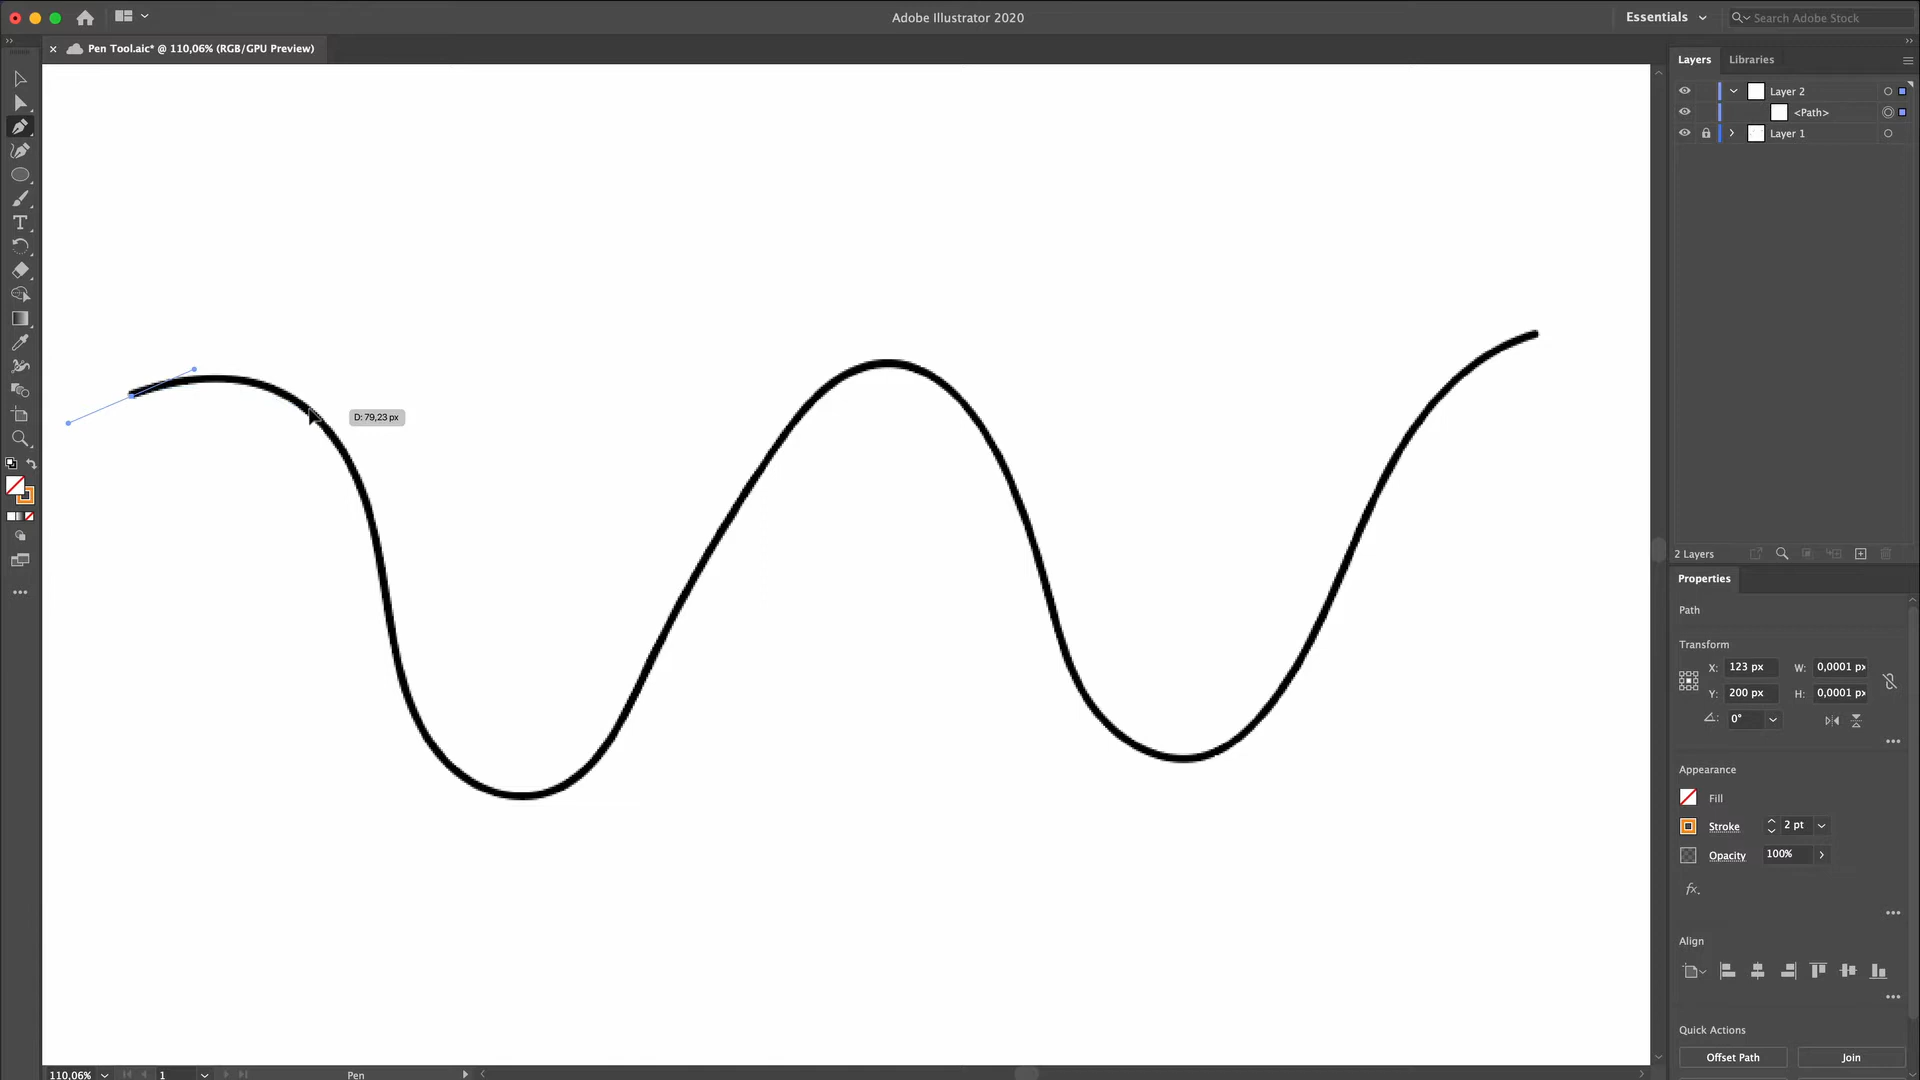 Adobe Illustrator 2020
Essentials
Search Adobe Stock
Pen Tool.aic* @ 110,06% (RGB/GPU Preview)
Layers
Libraries
Layer 2
<Path>
Layer 1
D: 79,23 px
2 Layers
Properties
Path
Transform
X: 123 px W: 0,0001 px
Y: 200 px H: 0,0001 px
0°
Appearance
Fill
Stroke 2 pt
Opacity 100%
fx.
Align
Quick Actions
Offset Path
Join
110,06% 1 Pen